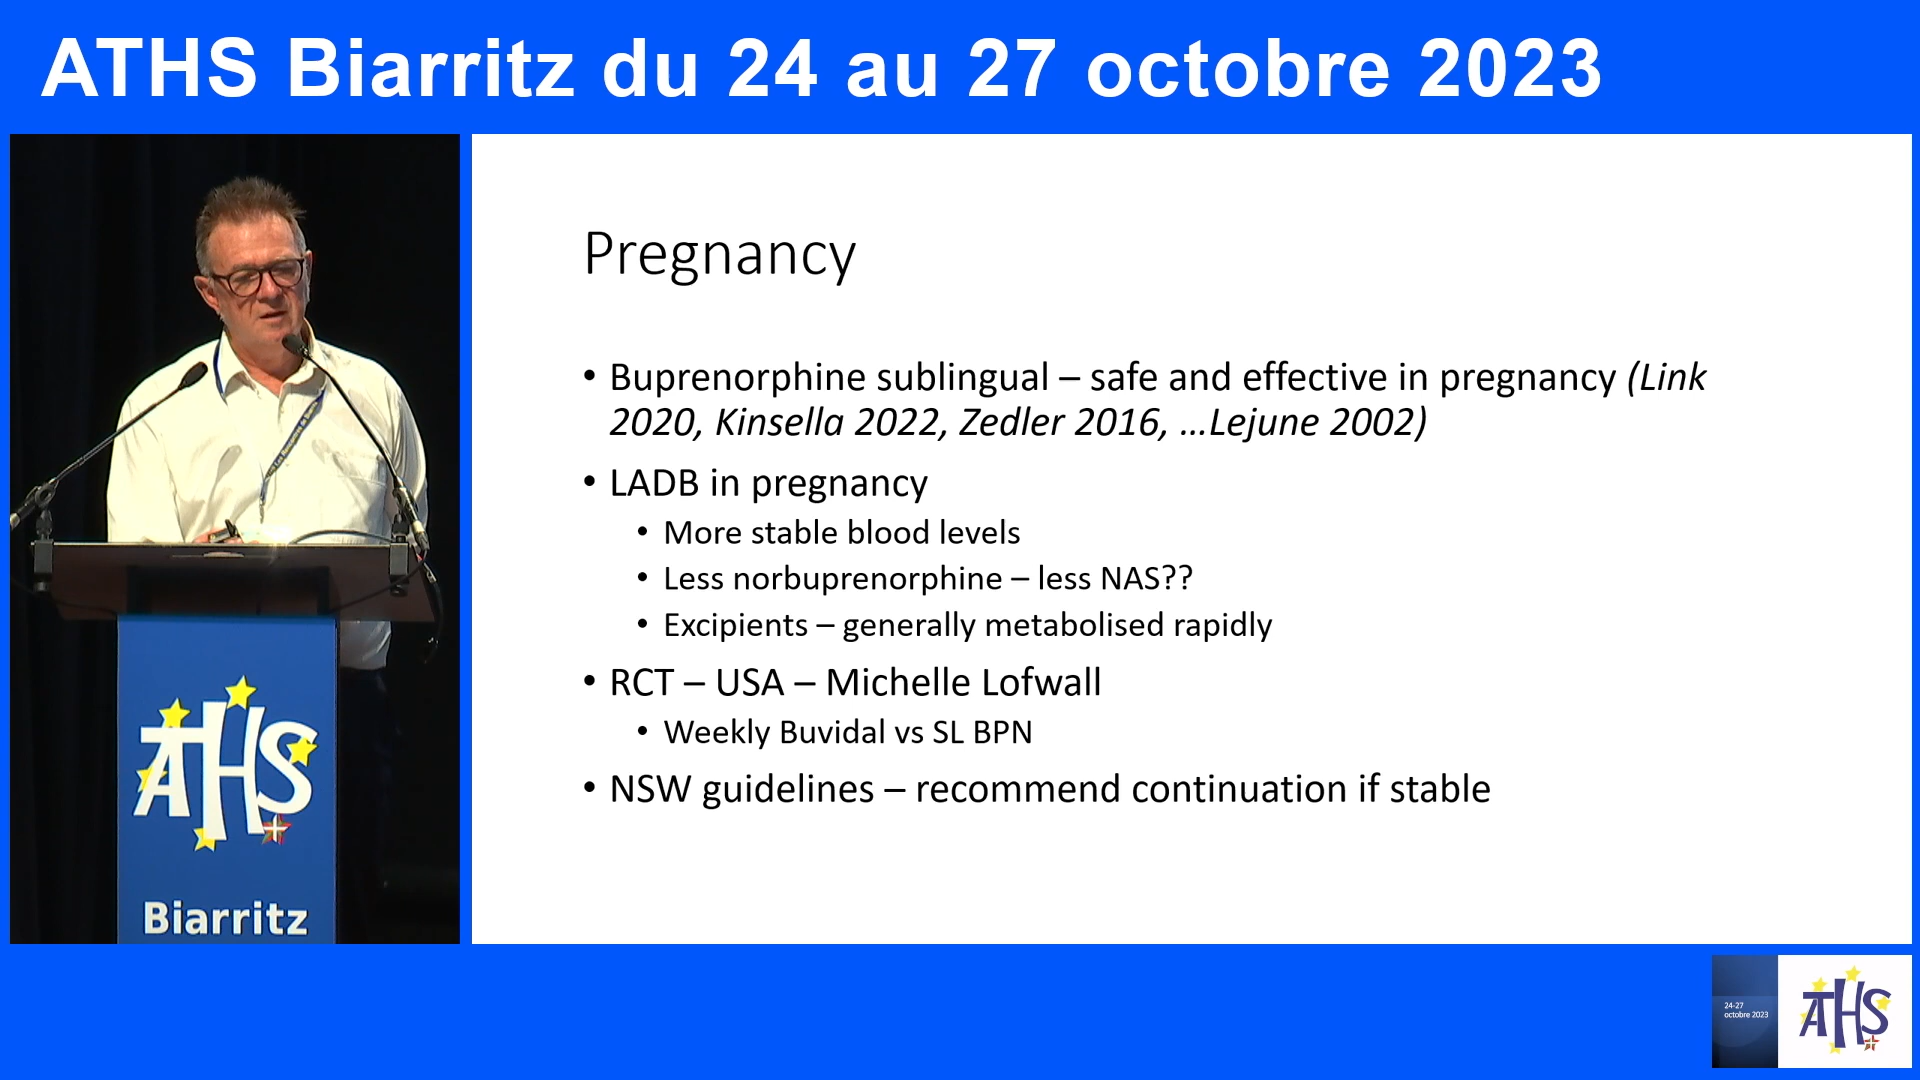 ATHS Biarritz du 24 au 27 octobre 2023
Pregnancy
• Buprenorphine sublingual – safe and effective in pregnancy (Link
2020, Kinsella 2022, Zedler 2016, ...Lejune 2002)
• LADB in pregnancy
• More stable blood levels
• Less norbuprenorphine – less NAS??
• Excipients – generally metabolised rapidly
• RCT – USA – Michelle Lofwall
• Weekly Buvidal vs SL BPN
• NSW guidelines – recommend continuation if stable
ATHS
Biarritz
24-27
octobre 2023
ATHS